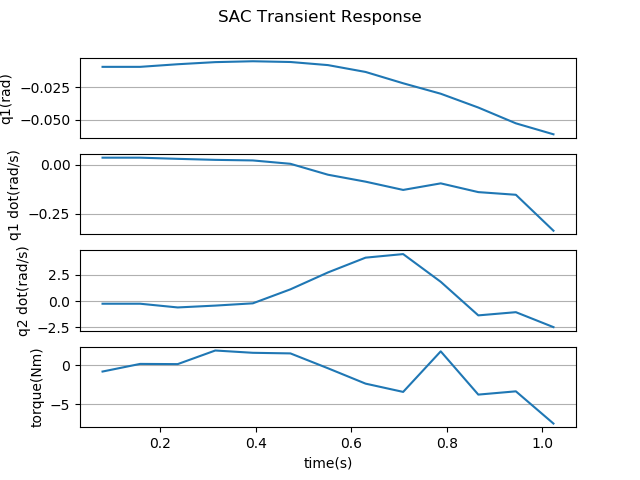 SAC Transient Response
q1(rad)
−0.025
−0.050
q1 dot(rad/s)
0.00
−0.25
q2 dot(rad/s)
2.5
0.0
−2.5
torque(Nm)
0
−5
0.2 0.4 0.6 0.8 1.0
time(s)